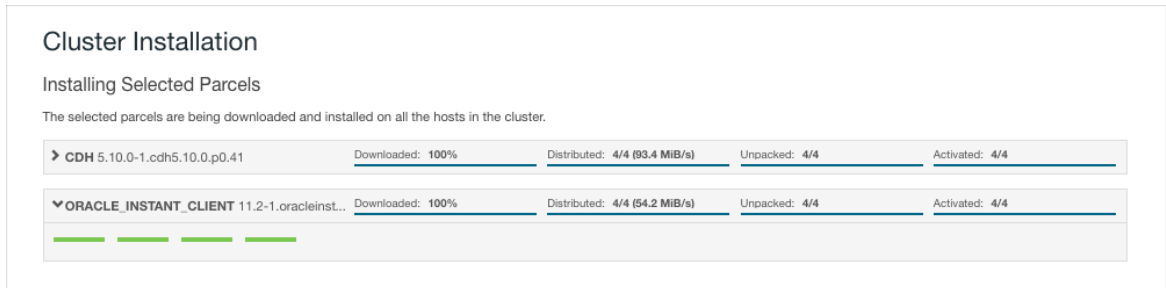 Cluster Installation
Installing Selected Parcels
The selected parcels are being downloaded and installed on all the hosts in the cluster.
CDH 5.10.0-1.cdh5.10.0.p0.41 Downloaded: 100% Distributed: 4/4 (93.4 MiB/s) Unpacked: 4/4 Activated: 4/4
ORACLE_INSTANT_CLIENT 11.2-1.oracleinst... Downloaded: 100% Distributed: 4/4 (54.2 MiB/s) Unpacked: 4/4 Activated: 4/4